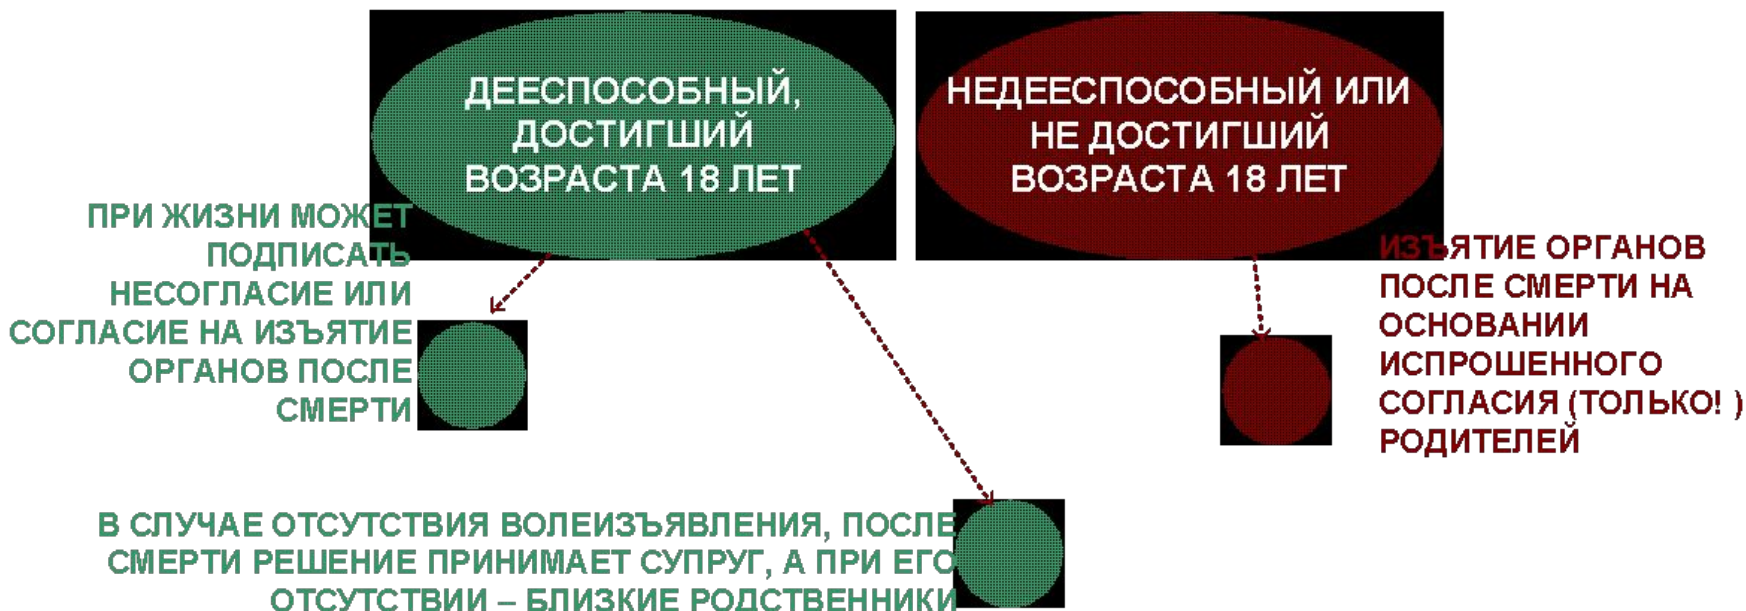 ДЕЕСПОСОБНЫЙ,
ДОСТИГШИЙ
ВОЗРАСТА 18 ЛЕТ
НЕДЕЕСПОСОБНЫЙ ИЛИ
НЕ ДОСТИГШИЙ
ВОЗРАСТА 18 ЛЕТ
ПРИ ЖИЗНИ МОЖЕТ
ПОДПИСАТЬ
НЕСОГЛАСИЕ ИЛИ
СОГЛАСИЕ НА ИЗЪЯТИЕ
ОРГАНОВ ПОСЛЕ
СМЕРТИ
ИЗЪЯТИЕ ОРГАНОВ
ПОСЛЕ СМЕРТИ НА
ОСНОВАНИИ
ИСПРОШЕННОГО
СОГЛАСИЯ (ТОЛЬКО! )
РОДИТЕЛЕЙ
В СЛУЧАЕ ОТСУТСТВИЯ ВОЛЕИЗЪЯВЛЕНИЯ, ПОСЛЕ
СМЕРТИ РЕШЕНИЕ ПРИНИМАЕТ СУПРУГ, А ПРИ ЕГО
ОТСУТСТВИИ – БЛИЗКИЕ РОДСТВЕННИКИ